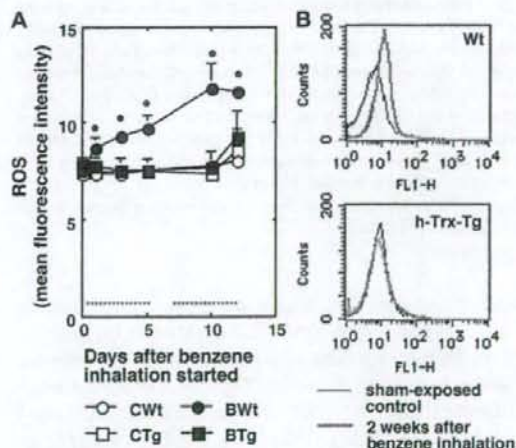 A
ROS
(mean fluorescence intensity)
15
10
5
0
0
5
10
15
Days after benzene
inhalation started
CWt
BWt
CTg
BTg
B
Wt
Counts
200
0
10⁰ 10¹ 10² 10³ 10⁴
FL1-H
h-Trx-Tg
Counts
200
0
10⁰ 10¹ 10² 10³ 10⁴
FL1-H
sham-exposed
control
2 weeks after
benzene inhalation